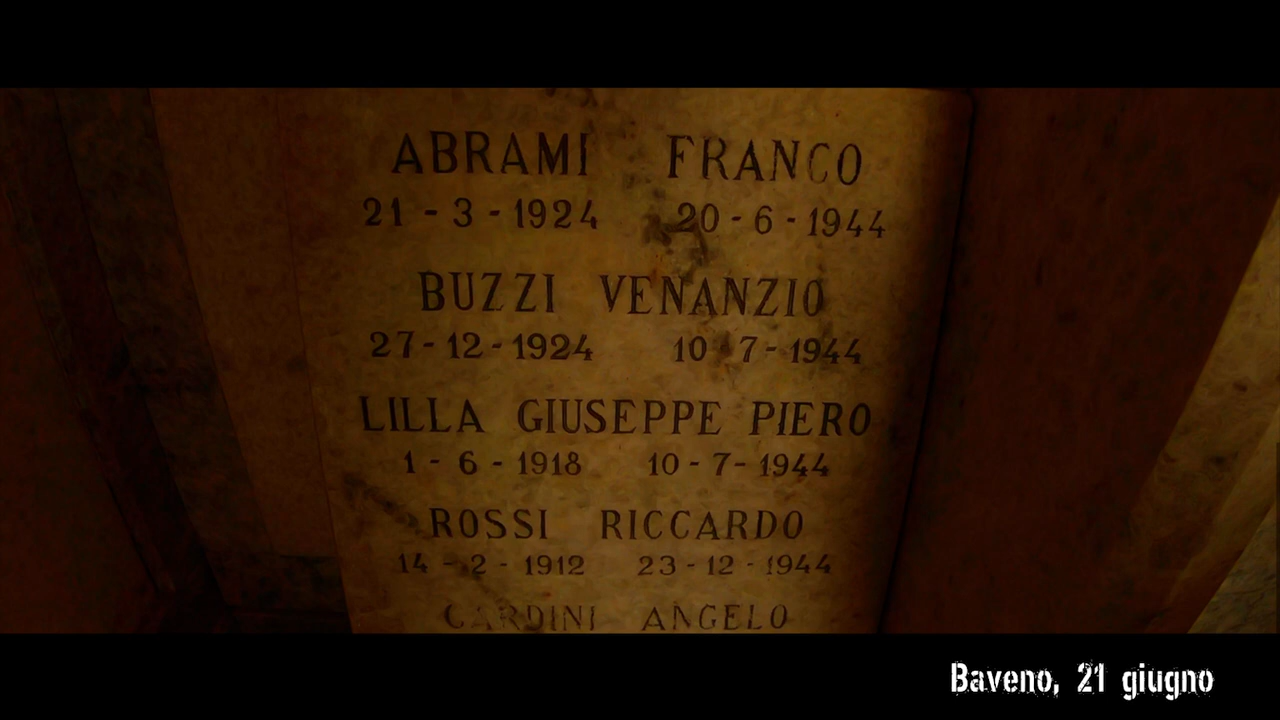 ABRAMI FRANCO
21 - 3 - 1924 20 - 6 - 1944
BUZZI VENANZIO
27 - 12 - 1924 10 7 - 1944
LILLA GIUSEPPE PIERO
1 - 6 - 1918 10 - 7 - 1944
ROSSI RICCARDO
14 - 2 - 1912 23 - 12 - 1944
CARDINI ANGELO
Baveno, 21 giugno